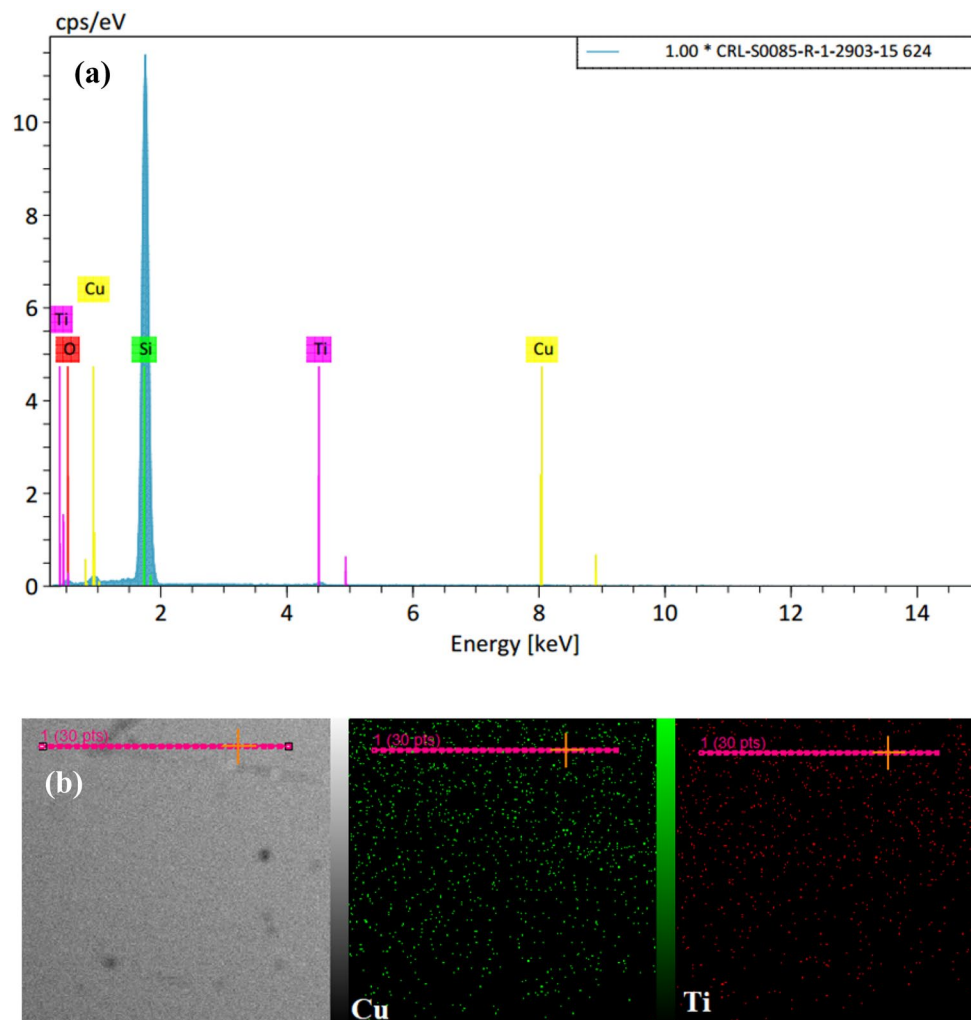 cps/eV
(a)
1.00 * CRL-S0085-R-1-2903-15 624
10
8
Cu
6
Ti
O
Si
Ti
Cu
4
2
0
2
4
6
8
10
12
14
Energy [keV]
1 (30 pts)
1 (30 pts)
1 (30 pts)
(b)
Cu
Ti